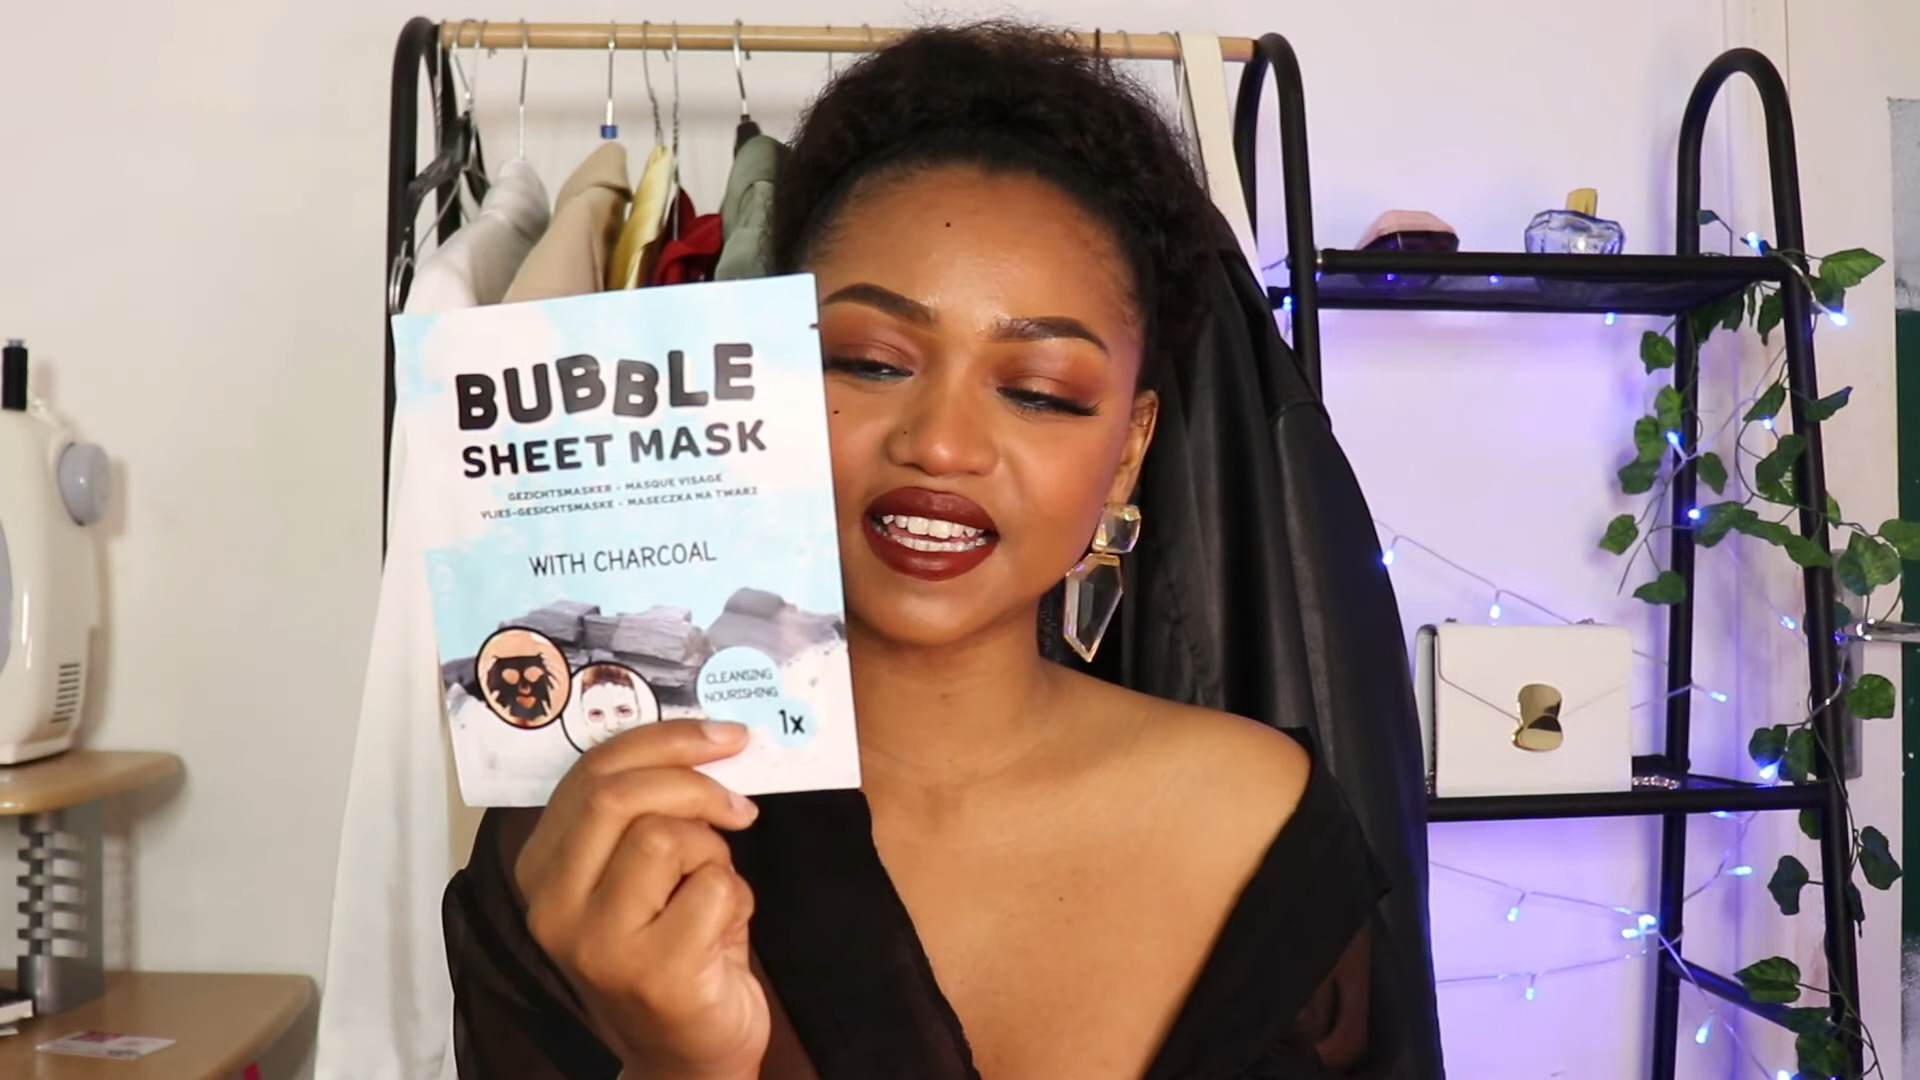 BUBBLE
SHEET MASK
GEZICHTSMASKER - MASQUE VISAGE
VLIES-GESICHTSMASKE - MASECZKA NA TWARZ
WITH CHARCOAL
CLEANSING
NOURISHING
1x